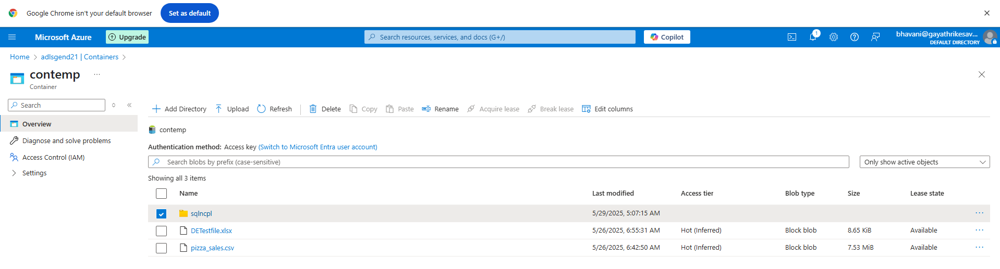 Google Chrome isn't your default browser Set as default
Microsoft Azure Upgrade Search resources, services, and docs (G+/) Copilot 1 bhavani@gayathrikesav...
DEFAULT DIRECTORY
Home > adlsgend21 | Containers >
contemp ...
Container
Search
Add Directory Upload Refresh Delete Copy Paste Rename Acquire lease Break lease Edit columns
Overview
contemp
Diagnose and solve problems
Authentication method: Access key (Switch to Microsoft Entra user account)
Access Control (IAM)
Search blobs by prefix (case-sensitive) Only show active objects
Settings
Showing all 3 items
Name Last modified Access tier Blob type Size Lease state
sqlncpl 5/29/2025, 5:07:15 AM ...
DETestfile.xlsx 5/26/2025, 6:55:31 AM Hot (Inferred) Block blob 8.65 KiB Available ...
pizza_sales.csv 5/26/2025, 6:42:50 AM Hot (Inferred) Block blob 7.53 MiB Available ...